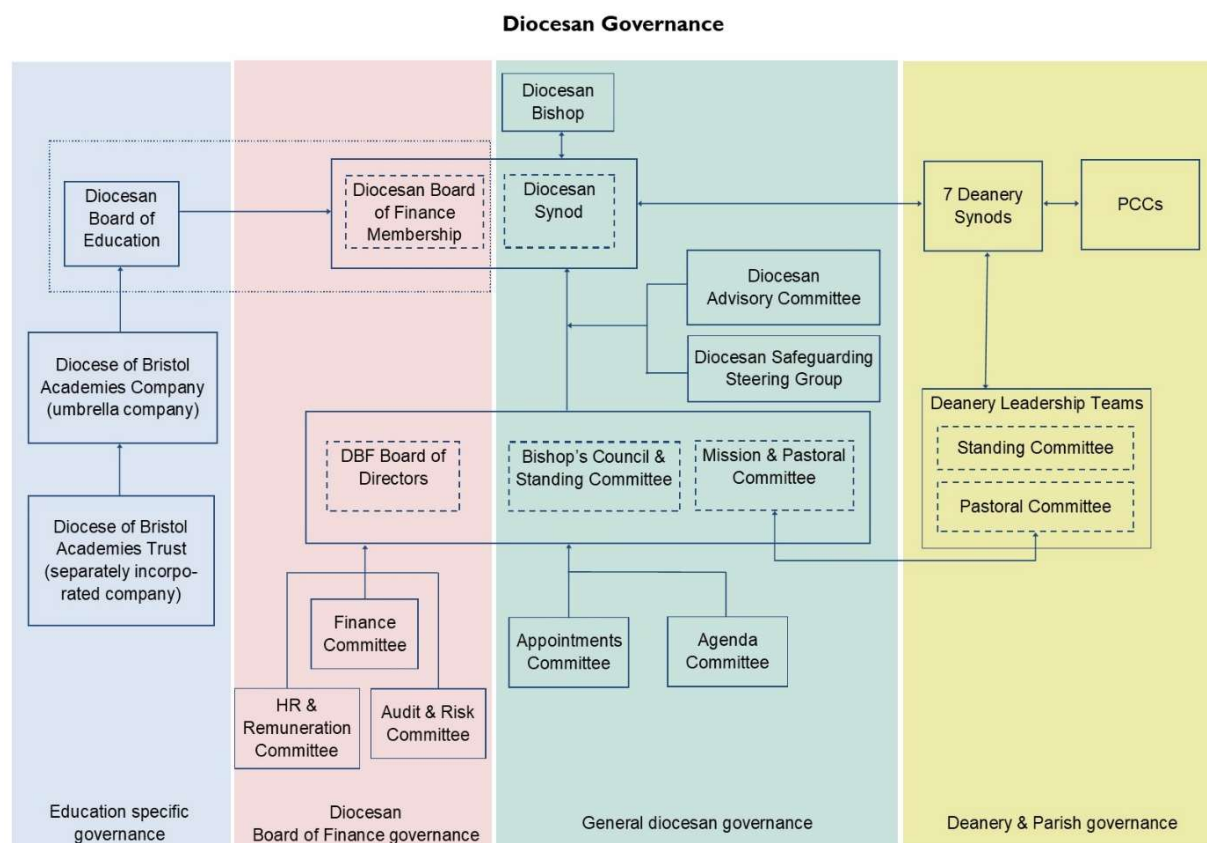 Diocesan Governance
Diocesan
Bishop
Diocesan
Board of
Education
Diocesan Board
of Finance
Membership
Diocesan
Synod
7 Deanery
Synods
PCCs
Diocesan
Advisory Committee
Diocesan Safeguarding
Steering Group
Diocese of Bristol
Academies Company
(umbrella company)
Deanery Leadership Teams
Standing Committee
Pastoral Committee
DBF Board of
Directors
Bishop's Council &
Standing Committee
Mission & Pastoral
Committee
Diocese of Bristol
Academies Trust
(separately incorpo-
rated company)
Finance
Committee
Appointments
Committee
Agenda
Committee
HR &
Remuneration
Committee
Audit & Risk
Committee
Education specific
governance
Diocesan
Board of Finance governance
General diocesan governance
Deanery & Parish governance